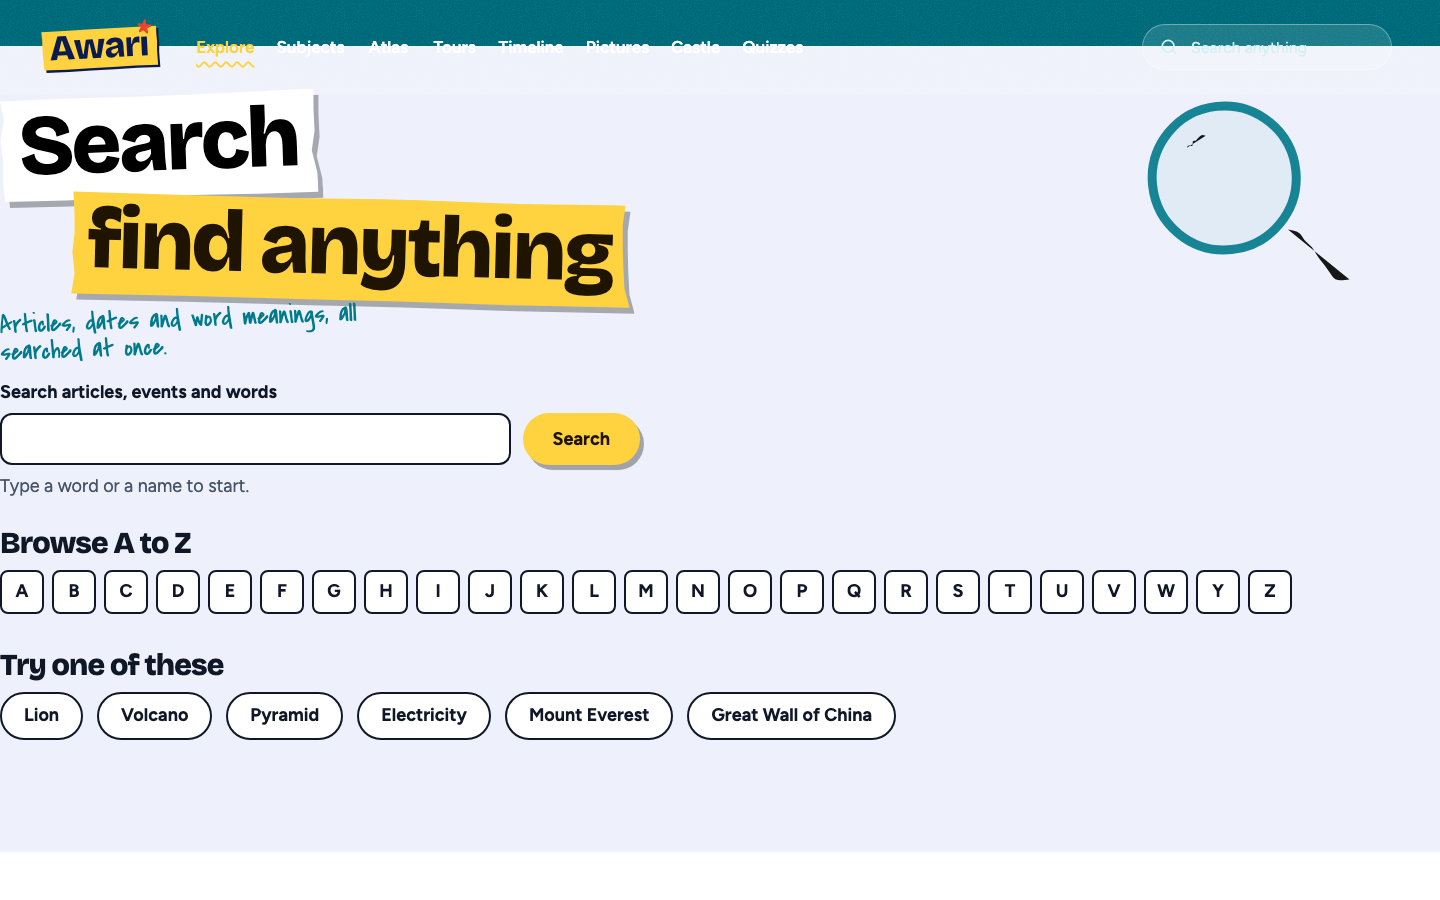 Awari
Explore Subjects Atlas Tours Timeline Pictures Castle Quizzes Search anything
Search
find anything
Articles, dates and word meanings, all
searched at once.
Search articles, events and words
Search
Type a word or a name to start.
Browse A to Z
A B C D E F G H I J K L M N O P Q R S T U V W Y Z
Try one of these
Lion Volcano Pyramid Electricity Mount Everest Great Wall of China